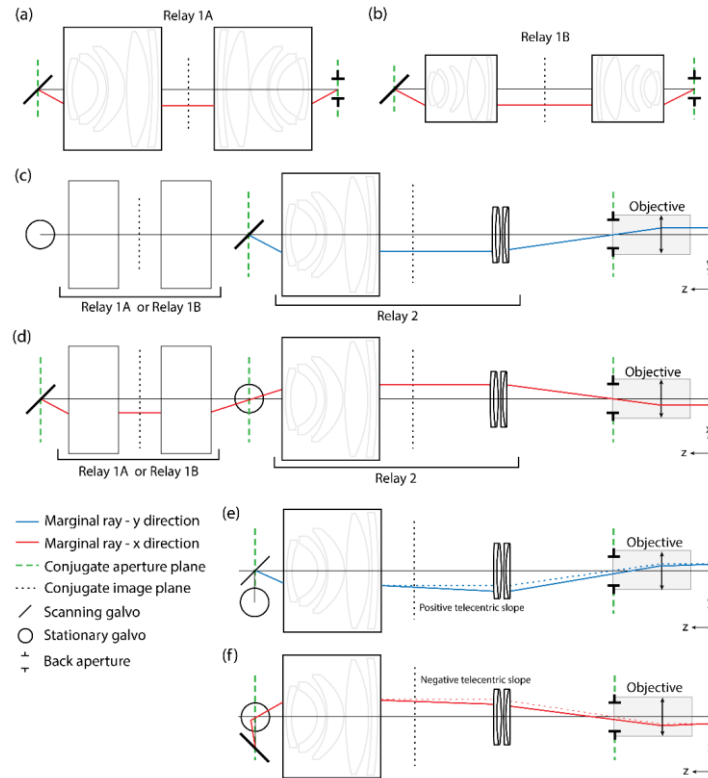 (a)
Relay 1A
(b)
Relay 1B
(c)
Objective
z
Relay 1A or Relay 1B
Relay 2
(d)
Objective
z
Relay 1A or Relay 1B
Relay 2
Marginal ray - y direction
Marginal ray - x direction
Conjugate aperture plane
Conjugate image plane
Scanning galvo
Stationary galvo
Back aperture
(e)
Objective
Positive telecentric slope
z
(f)
Negative telecentric slope
Objective
z